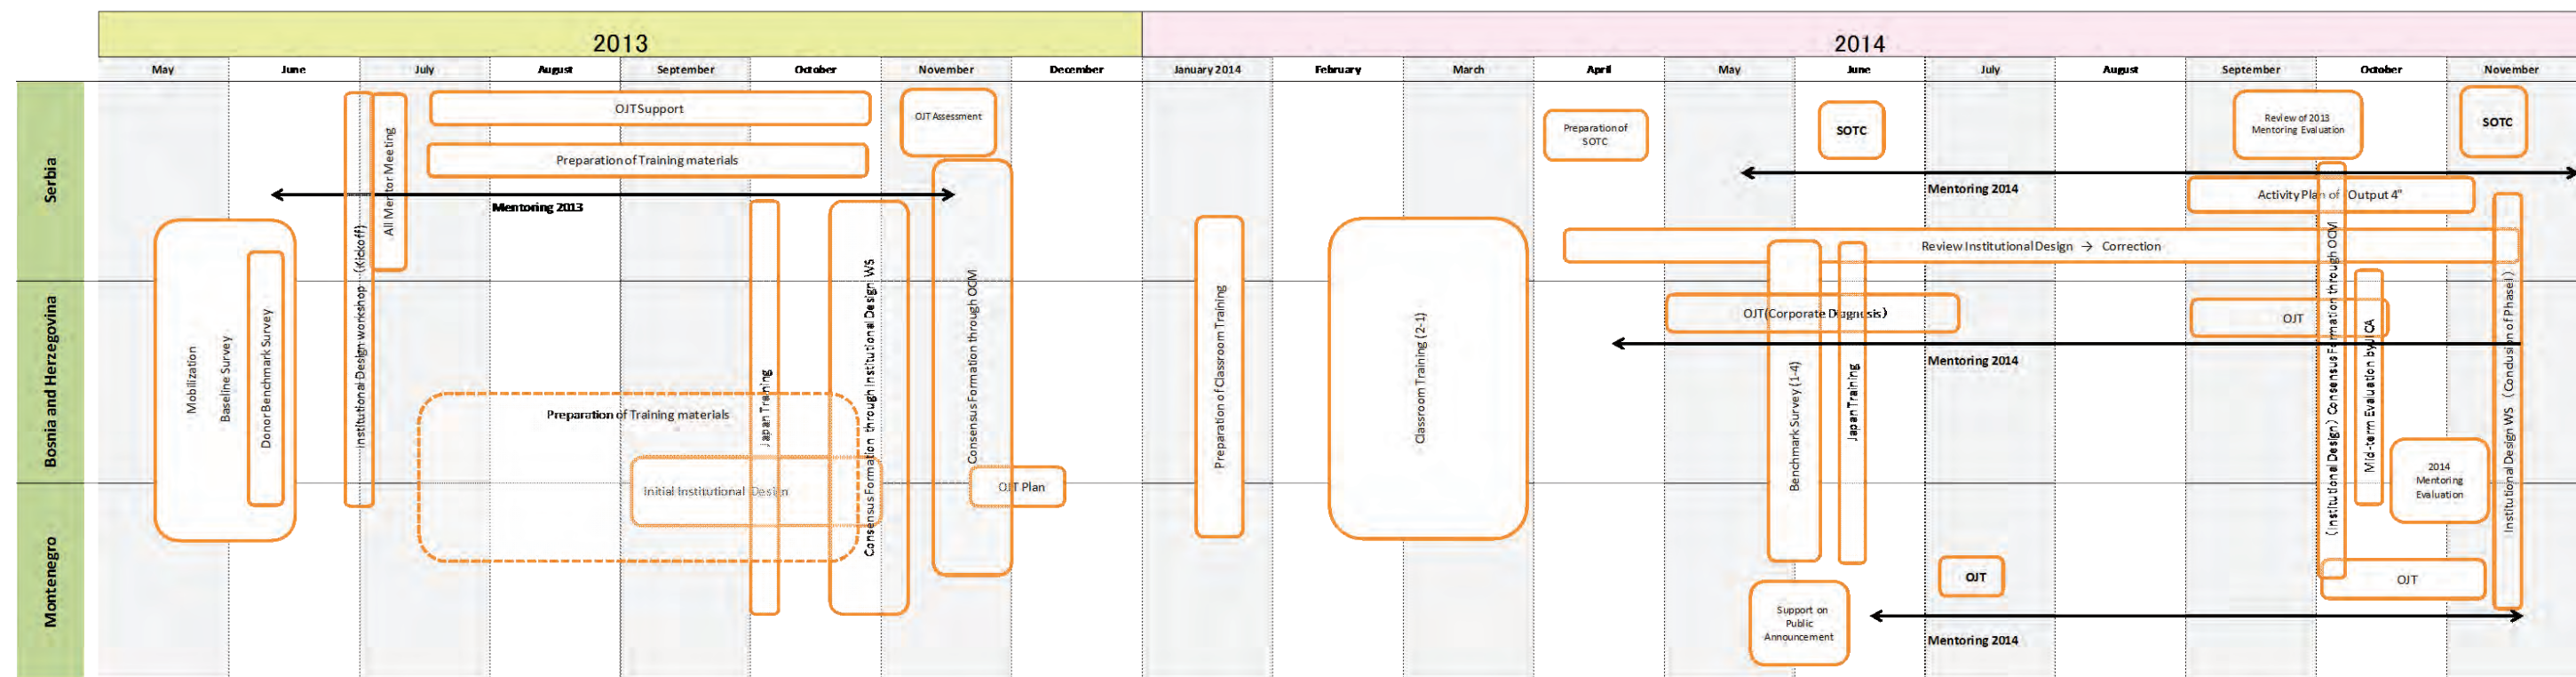 2013
2014
May
June
July
August
September
October
November
December
January 2014
February
March
April
May
June
July
August
September
October
November
Serbia
Bosnia and Herzegovina
Montenegro
OJT Support
Preparation of Training materials
Mentoring 2013
All Mentor Meeting
Institutional Design workshop (Kickoff)
Mobilization
Baseline Survey
Donor Benchmark Survey
Preparation of Training materials
Initial Institutional Design
Japan Training
Consensus Formation through Institutional Design WS
OJT Assessment
Consensus Formation through OCM
OJT Plan
Preparation of Classroom Training
Classroom Training (2-1)
Preparation of
SOTC
SOTC
Mentoring 2014
Review of 2013
Mentoring Evaluation
SOTC
Activity Plan of Output 4"
Review Institutional Design → Correction
OJT(Corporate Diagnosis)
OJT
Mentoring 2014
Benchmark Survey (1-4)
Japan Training
(Institutional Design) Consensus Formation through OCM
Mid-term Evaluation by JICA
2014
Mentoring
Evaluation
Institutional Design WS (Conclusion of Phase I)
OJT
OJT
Support on
Public
Announcement
Mentoring 2014